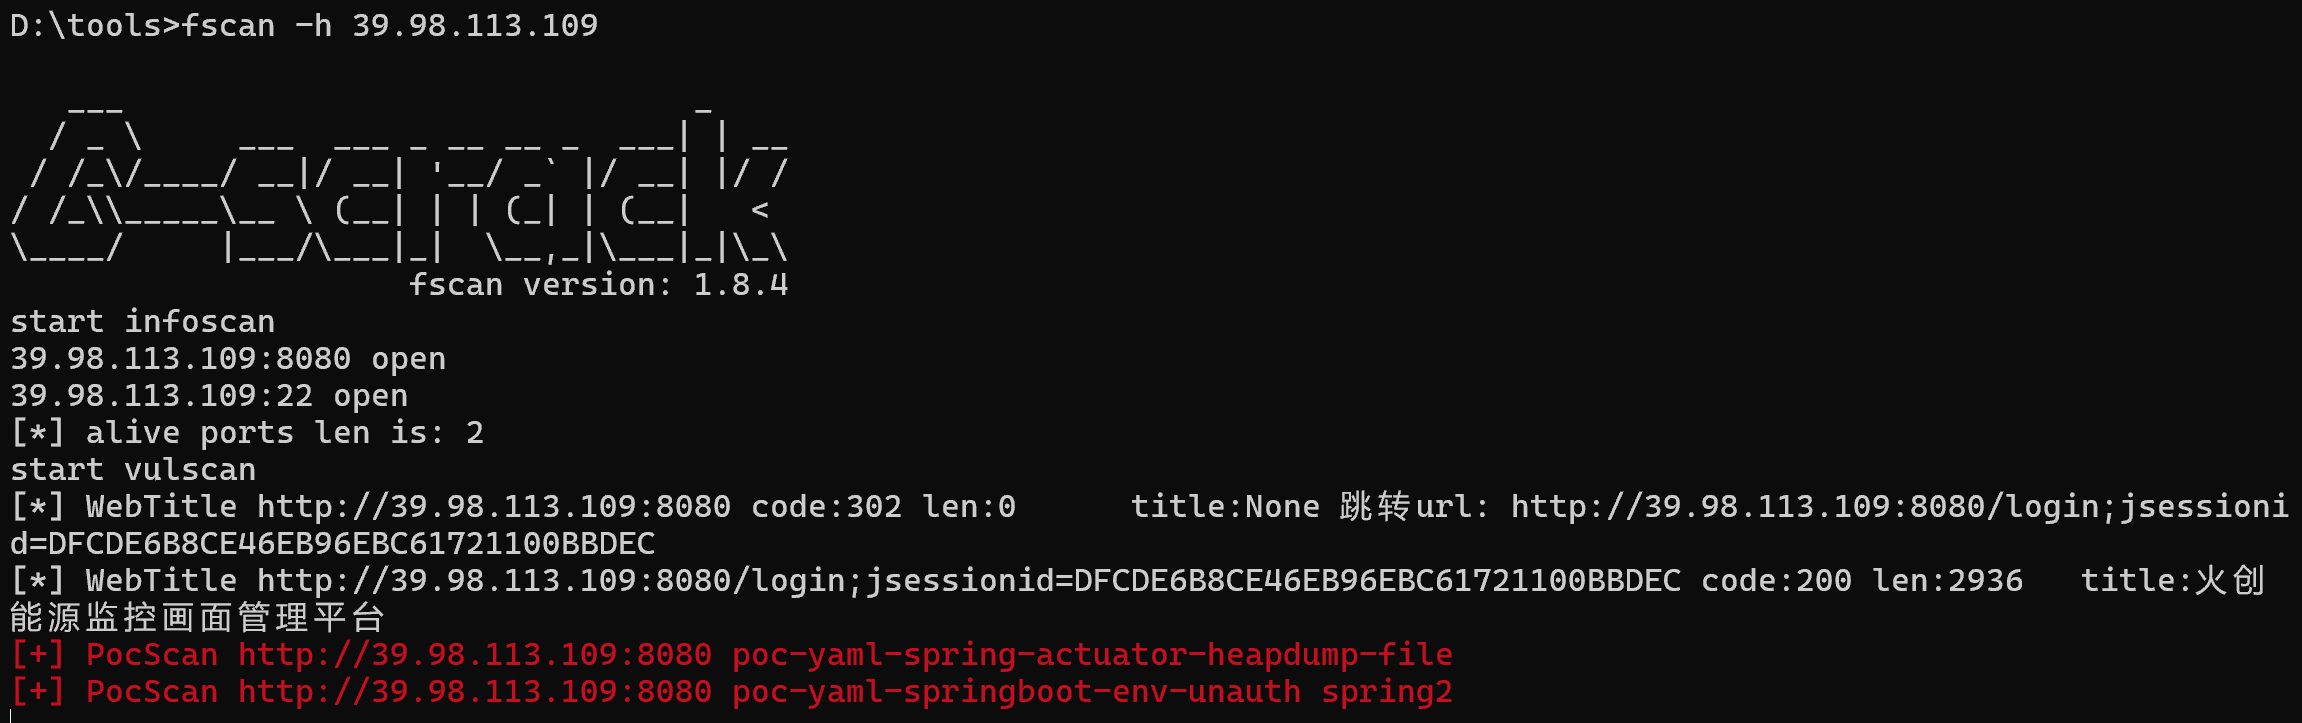 D:\tools>fscan -h 39.98.113.109
   ___                              _
  / _ \     ___  ___ _ __ __ _  ___| | __
 / /_\/____/ __|/ __| '__/ _` |/ __| |/ /
/ /_\\_____\__ \ (__| | | (_| | (__|   <
\____/     |___/\___|_|  \__,_|\___|_|\_\
                     fscan version: 1.8.4
start infoscan
39.98.113.109:8080 open
39.98.113.109:22 open
[*] alive ports len is: 2
start vulscan
[*] WebTitle http://39.98.113.109:8080 code:302 len:0      title:None 跳转url: http://39.98.113.109:8080/login;jsessioni
d=DFCDE6B8CE46EB96EBC61721100BBDEC
[*] WebTitle http://39.98.113.109:8080/login;jsessionid=DFCDE6B8CE46EB96EBC61721100BBDEC code:200 len:2936   title:火创
能源监控画面管理平台
[+] PocScan http://39.98.113.109:8080 poc-yaml-spring-actuator-heapdump-file
[+] PocScan http://39.98.113.109:8080 poc-yaml-springboot-env-unauth spring2